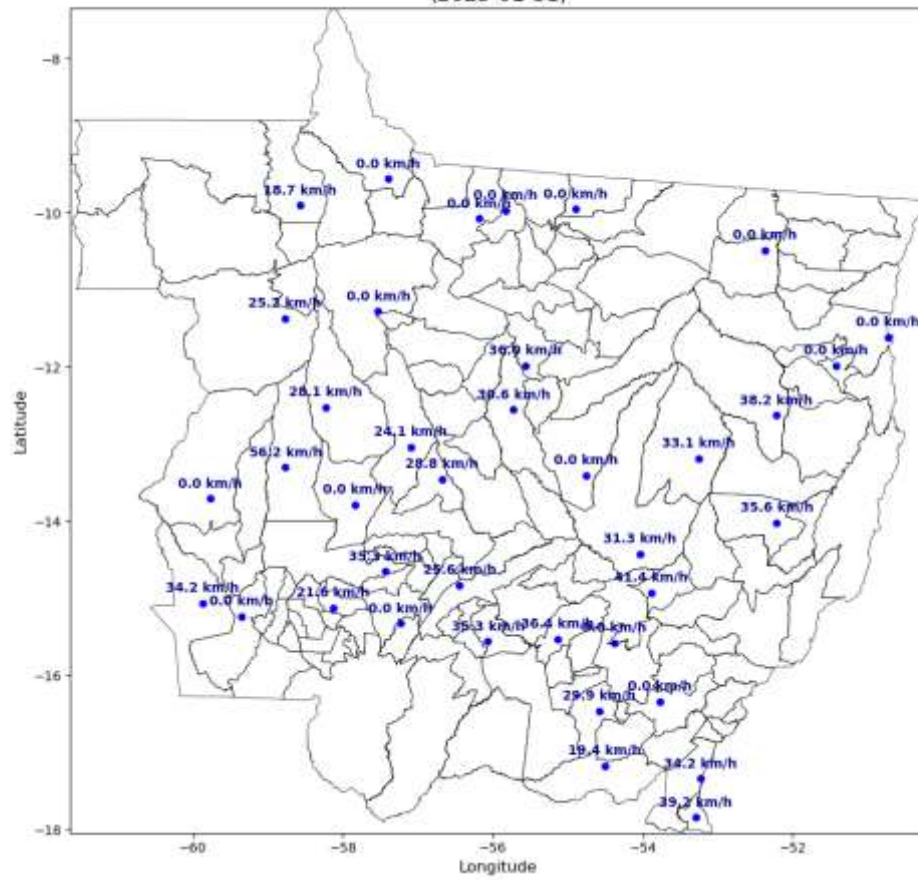 −8
0.0 km/h
18.7 km/h
0.0 km/h
0.0 km/h
0.0 km/h
−10
0.0 km/h
25.2 km/h
0.0 km/h
0.0 km/h
−12
36.0 km/h
0.0 km/h
28.1 km/h
30.6 km/h
38.2 km/h
Latitude
24.1 km/h
56.2 km/h
28.8 km/h
0.0 km/h
33.1 km/h
0.0 km/h
0.0 km/h
35.6 km/h
−14
31.3 km/h
35.3 km/h
25.6 km/h
34.2 km/h
0.0 km/h
21.6 km/h
41.4 km/h
0.0 km/h
35.3 km/h
36.4 km/h
km/h
−16
0.0 km/h
29.9 km/h
19.4 km/h
34.2 km/h
39.2 km/h
−18
−60
−58
−56
−54
−52
Longitude